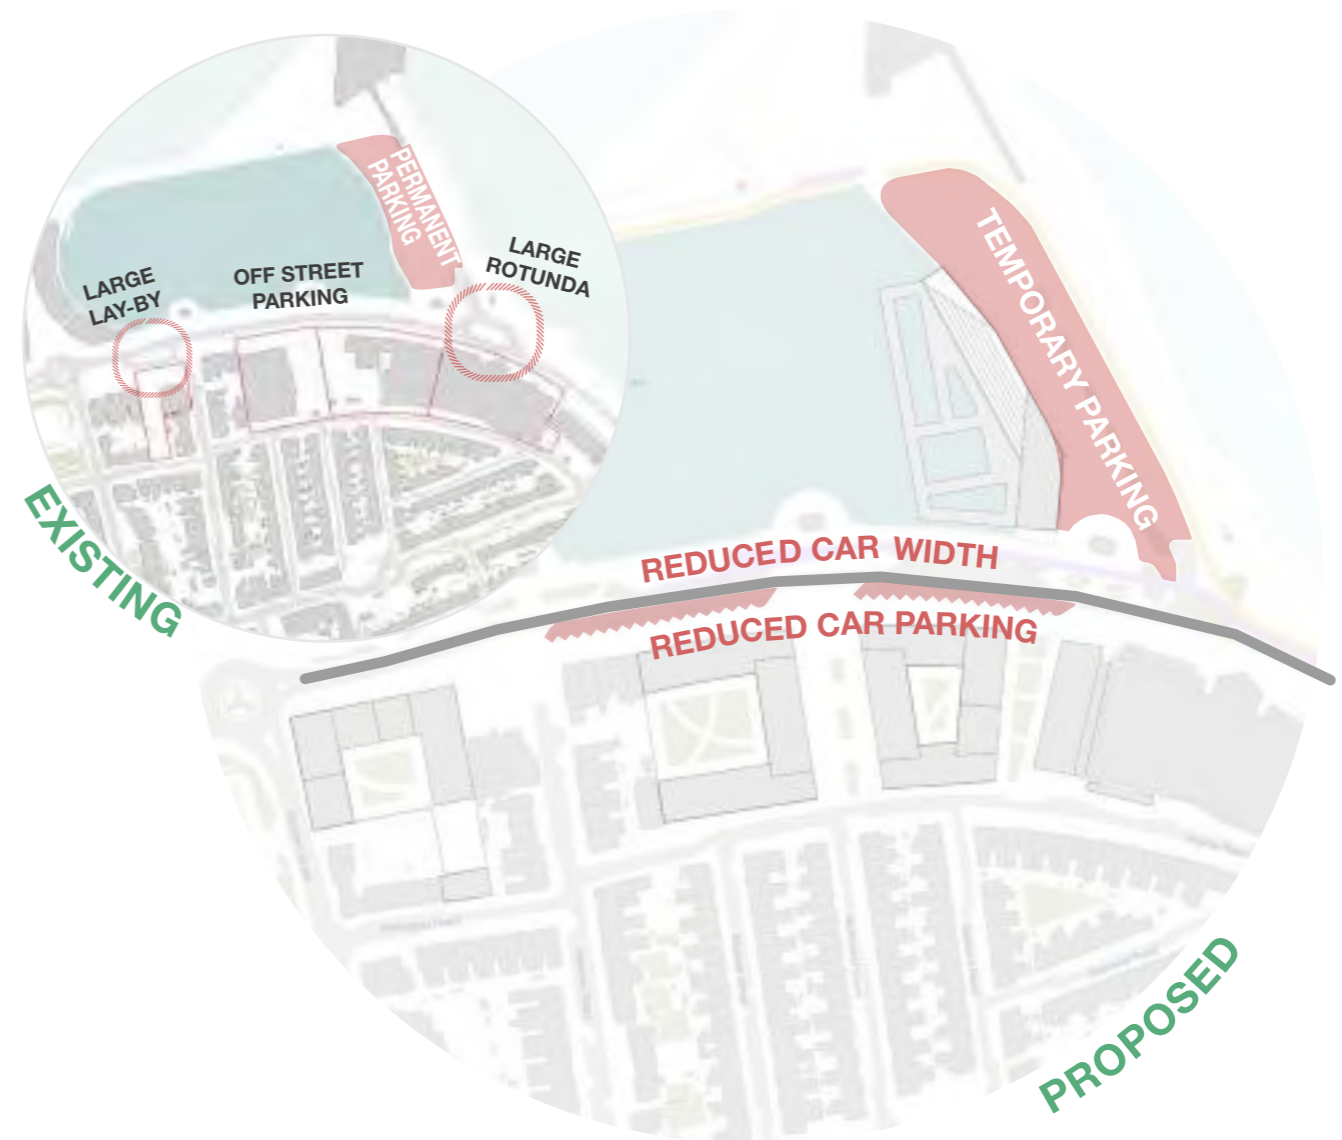 PERMANENT
PARKING
LARGE
ROTUNDA
OFF STREET
PARKING
LARGE
LAY-BY
EXISTING
TEMPORARY PARKING
REDUCED CAR WIDTH
REDUCED CAR PARKING
PROPOSED